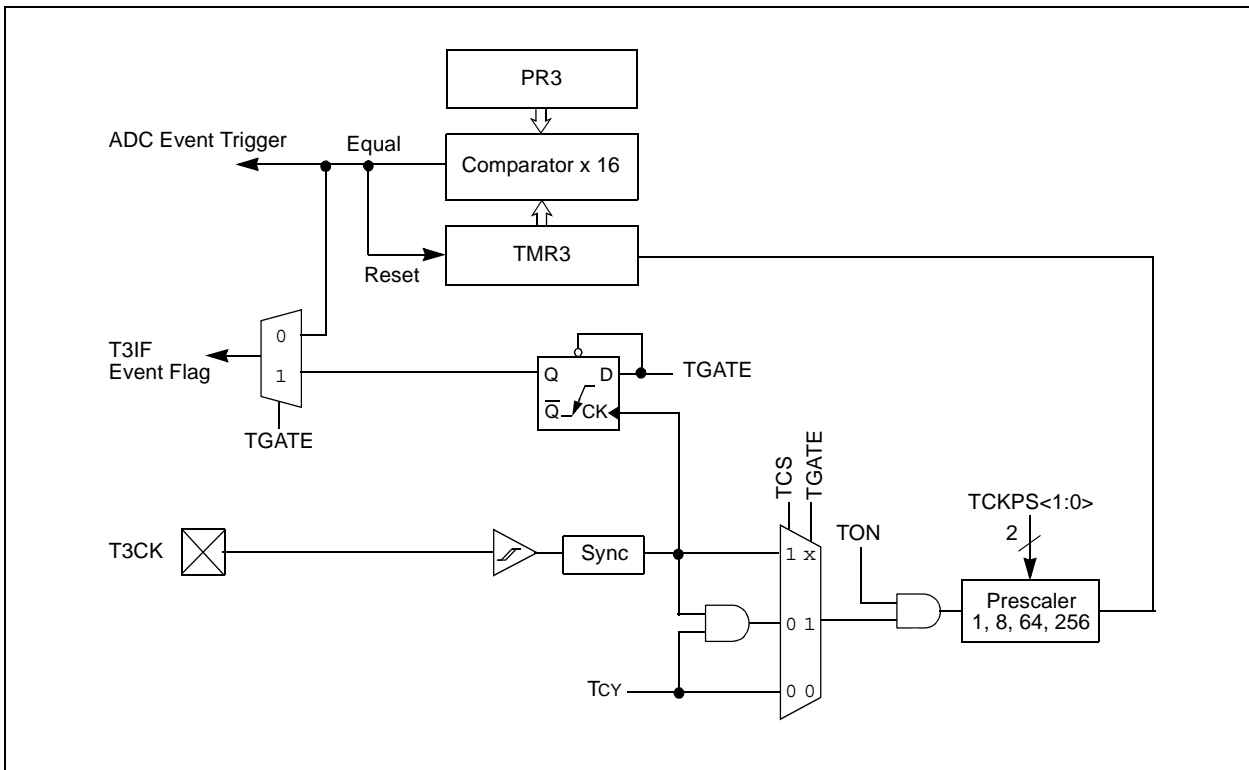 PR3
ADC Event Trigger
Equal
Comparator x 16
TMR3
Reset
0
T3IF
Event Flag
1
Q D
TGATE
Q̅ CK
TGATE
TCS
TGATE
TCKPS<1:0>
2
TON
T3CK
Sync
1 x
Prescaler
1, 8, 64, 256
0 1
TCY
0 0